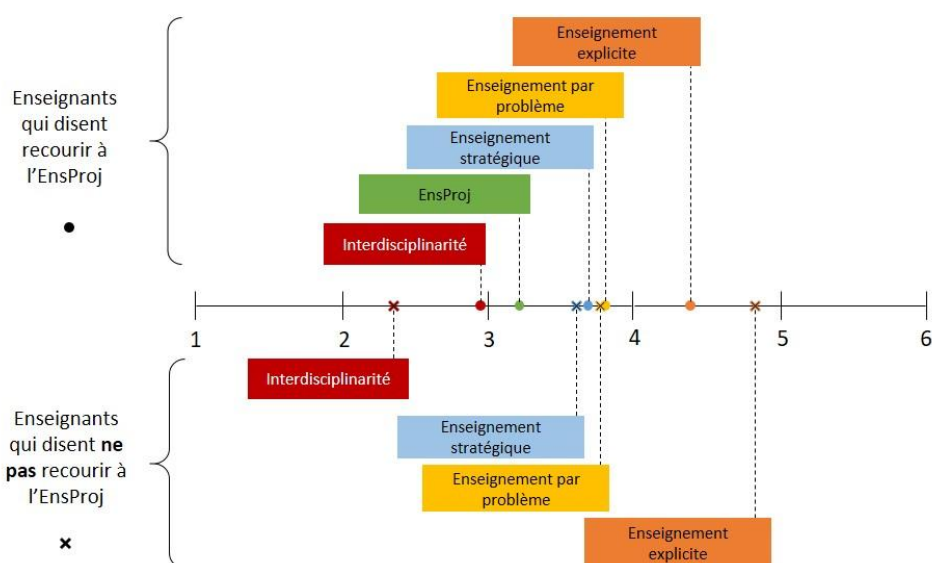 Enseignement
explicite
Enseignement par
problème
Enseignants
qui disent
recourir à
l'EnsProj
Enseignement
stratégique
EnsProj
Interdisciplinarité
1 2 3 4 5 6
Interdisciplinarité
Enseignants
qui disent ne
pas recourir à
l'EnsProj
Enseignement
stratégique
Enseignement par
problème
Enseignement
explicite